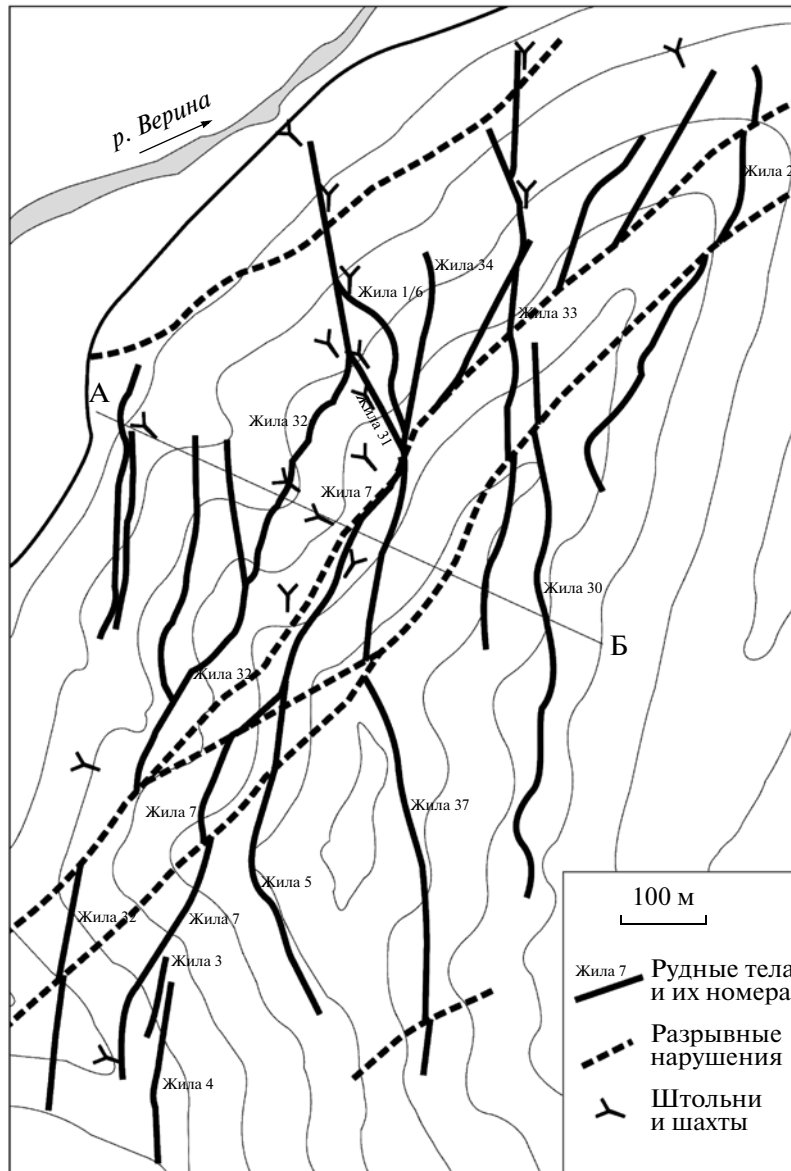 р. Верина
Жила 2
Жила 34
Жила 1/6
Жила 33
А
Жила 32
Жила 31
Жила 7
Жила 30
Б
Жила 32
Жила 7
Жила 37
Жила 5
Жила 32
Жила 7
Жила 3
Жила 4
100 м
Жила 7
Рудные тела
и их номера
Разрывные
нарушения
Штольни
и шахты